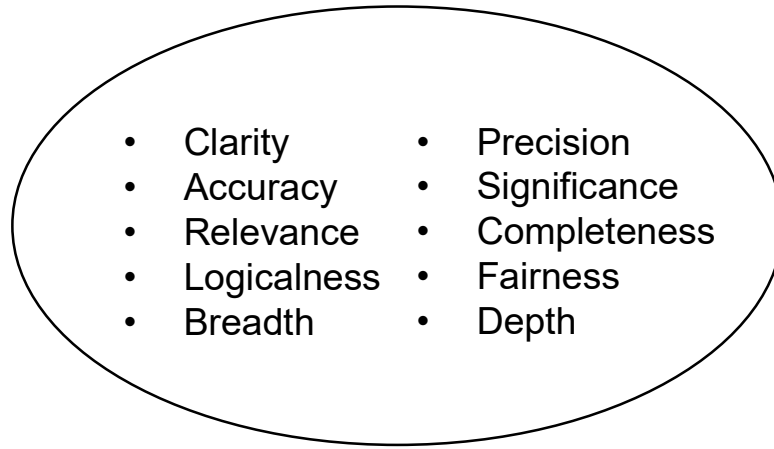 • Clarity
• Accuracy
• Relevance
• Logicalness
• Breadth
• Precision
• Significance
• Completeness
• Fairness
• Depth